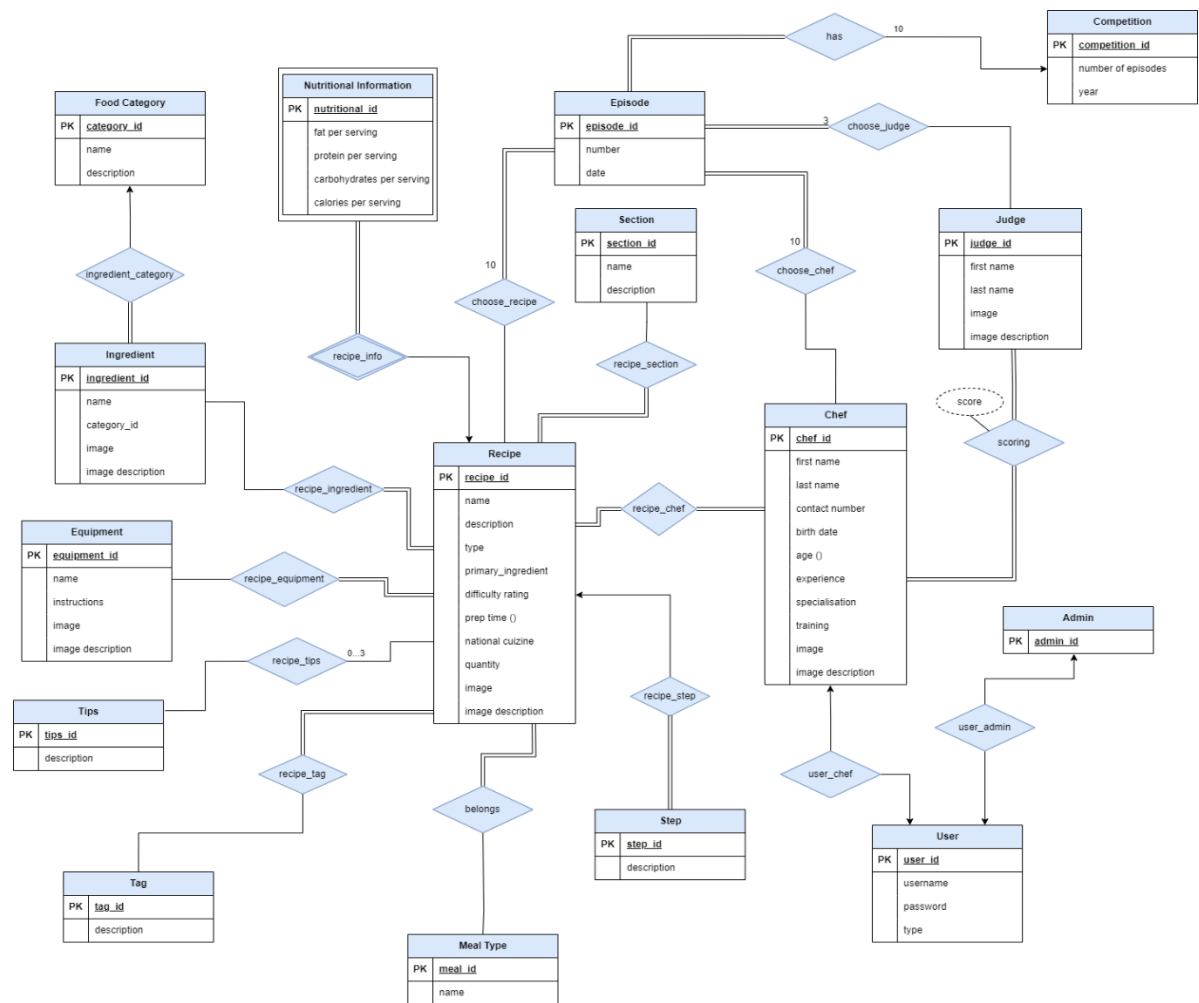 Competition
PK competition_id
number of episodes
year
has
10
Nutritional Information
PK nutritional_id
fat per serving
protein per serving
carbohydrates per serving
calories per serving
Food Category
PK category_id
name
description
Episode
PK episode_id
number
date
3
choose_judge
Section
PK section_id
name
description
Judge
PK judge_id
first name
last name
image
image description
ingredient_category
10
choose_recipe
10
choose_chef
recipe_info
recipe_section
Ingredient
PK ingredient_id
name
category_id
image
image description
score
scoring
Chef
PK chef_id
first name
last name
contact number
birth date
age ()
experience
specialisation
training
image
image description
Recipe
PK recipe_id
name
description
type
primary_ingredient
difficulty rating
prep time ()
national cuizine
quantity
image
image description
recipe_ingredient
recipe_chef
Equipment
PK equipment_id
name
instructions
image
image description
recipe_equipment
Admin
PK admin_id
recipe_tips
0...3
Tips
PK tips_id
description
recipe_step
user_admin
recipe_tag
user_chef
belongs
Step
PK step_id
description
User
PK user_id
username
password
type
Tag
PK tag_id
description
Meal Type
PK meal_id
name